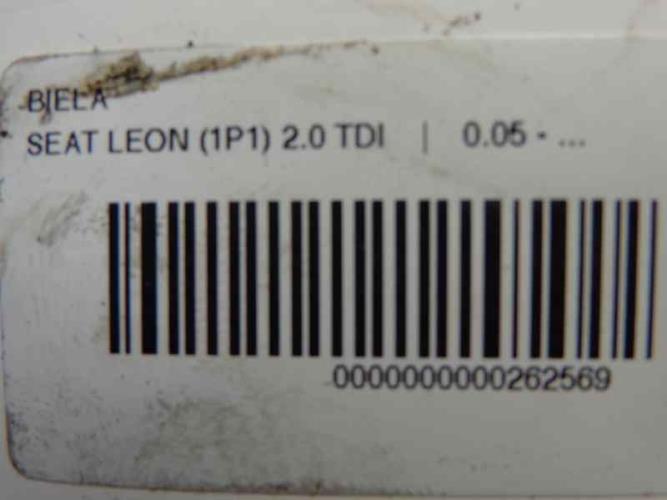 BIELA
SEAT LEON (1P1) 2.0 TDI | 0.05 - ...
0000000000262569